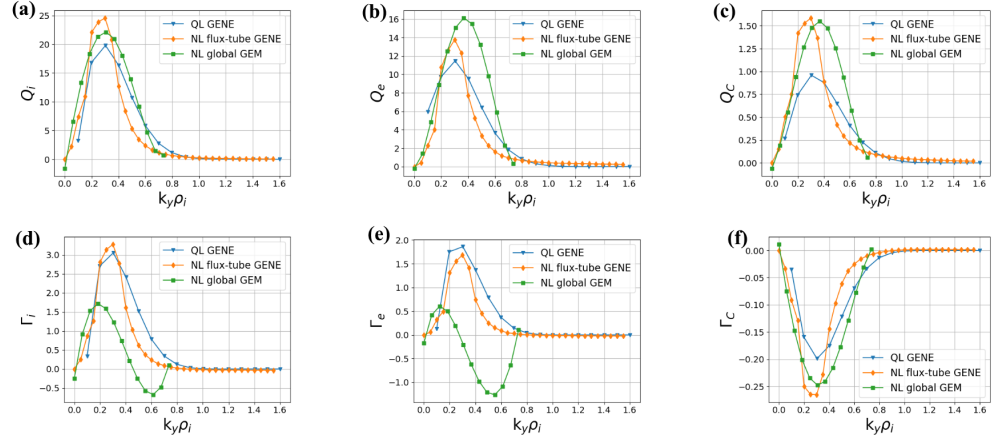 (a)
Q_i
25
20
15
10
5
0
0.0 0.2 0.4 0.6 0.8 1.0 1.2 1.4 1.6
k_yρ_i
QL GENE
NL flux-tube GENE
NL global GEM
(b)
Q_e
16
14
12
10
8
6
4
2
0
0.0 0.2 0.4 0.6 0.8 1.0 1.2 1.4 1.6
k_yρ_i
QL GENE
NL flux-tube GENE
NL global GEM
(c)
Q_C
1.50
1.25
1.00
0.75
0.50
0.25
0.00
0.0 0.2 0.4 0.6 0.8 1.0 1.2 1.4 1.6
k_yρ_i
QL GENE
NL flux-tube GENE
NL global GEM
(d)
Γ_i
3.0
2.5
2.0
1.5
1.0
0.5
0.0
-0.5
0.0 0.2 0.4 0.6 0.8 1.0 1.2 1.4 1.6
k_yρ_i
QL GENE
NL flux-tube GENE
NL global GEM
(e)
Γ_e
2.0
1.5
1.0
0.5
0.0
-0.5
-1.0
0.0 0.2 0.4 0.6 0.8 1.0 1.2 1.4 1.6
k_yρ_i
QL GENE
NL flux-tube GENE
NL global GEM
(f)
Γ_C
0.00
-0.05
-0.10
-0.15
-0.20
-0.25
0.0 0.2 0.4 0.6 0.8 1.0 1.2 1.4 1.6
k_yρ_i
QL GENE
NL flux-tube GENE
NL global GEM